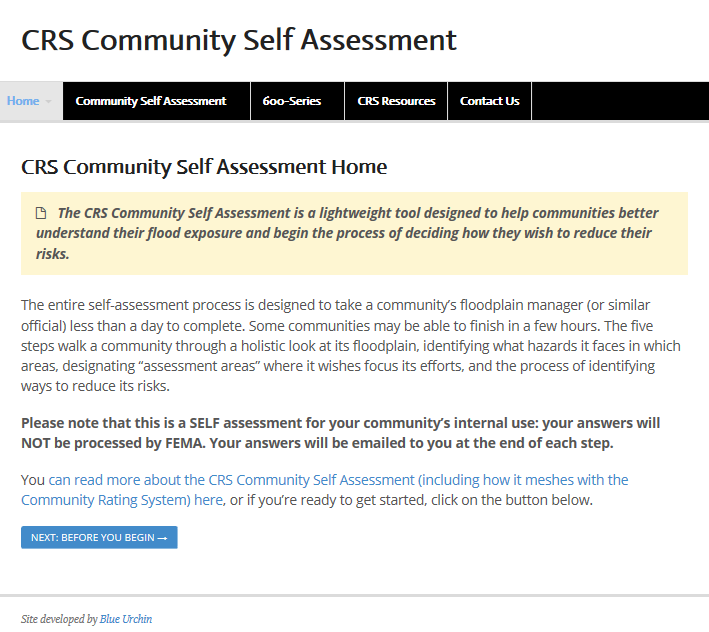 CRS Community Self Assessment
Home
Community Self Assessment
600-Series
CRS Resources
Contact Us
CRS Community Self Assessment Home
The CRS Community Self Assessment is a lightweight tool designed to help communities better
understand their flood exposure and begin the process of deciding how they wish to reduce their
risks.
The entire self-assessment process is designed to take a community’s floodplain manager (or similar
official) less than a day to complete. Some communities may be able to finish in a few hours. The five
steps walk a community through a holistic look at its floodplain, identifying what hazards it faces in which
areas, designating “assessment areas” where it wishes focus its efforts, and the process of identifying
ways to reduce its risks.
Please note that this is a SELF assessment for your community’s internal use: your answers will
NOT be processed by FEMA. Your answers will be emailed to you at the end of each step.
You can read more about the CRS Community Self Assessment (including how it meshes with the
Community Rating System) here, or if you’re ready to get started, click on the button below.
NEXT: BEFORE YOU BEGIN →
Site developed by Blue Urchin